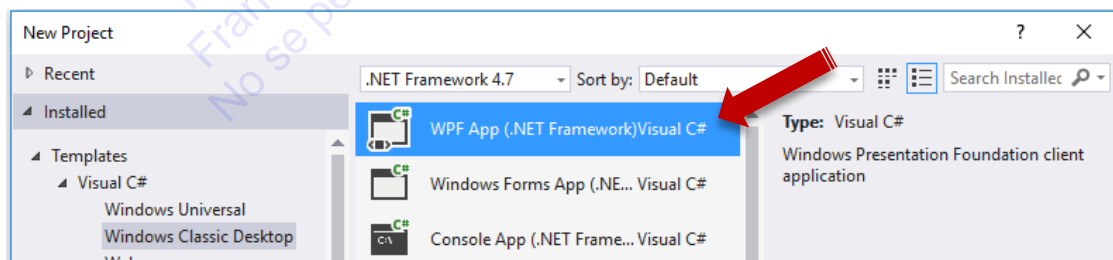 New Project
?
Recent
Installed
Templates
Visual C#
Windows Universal
Windows Classic Desktop
.NET Framework 4.7
Sort by: Default
Search Installec
C#
WPF App (.NET Framework)Visual C#
C#
Windows Forms App (.NE... Visual C#
C#
C:\
Console App (.NET Frame... Visual C#
Type: Visual C#
Windows Presentation Foundation client
application
No se